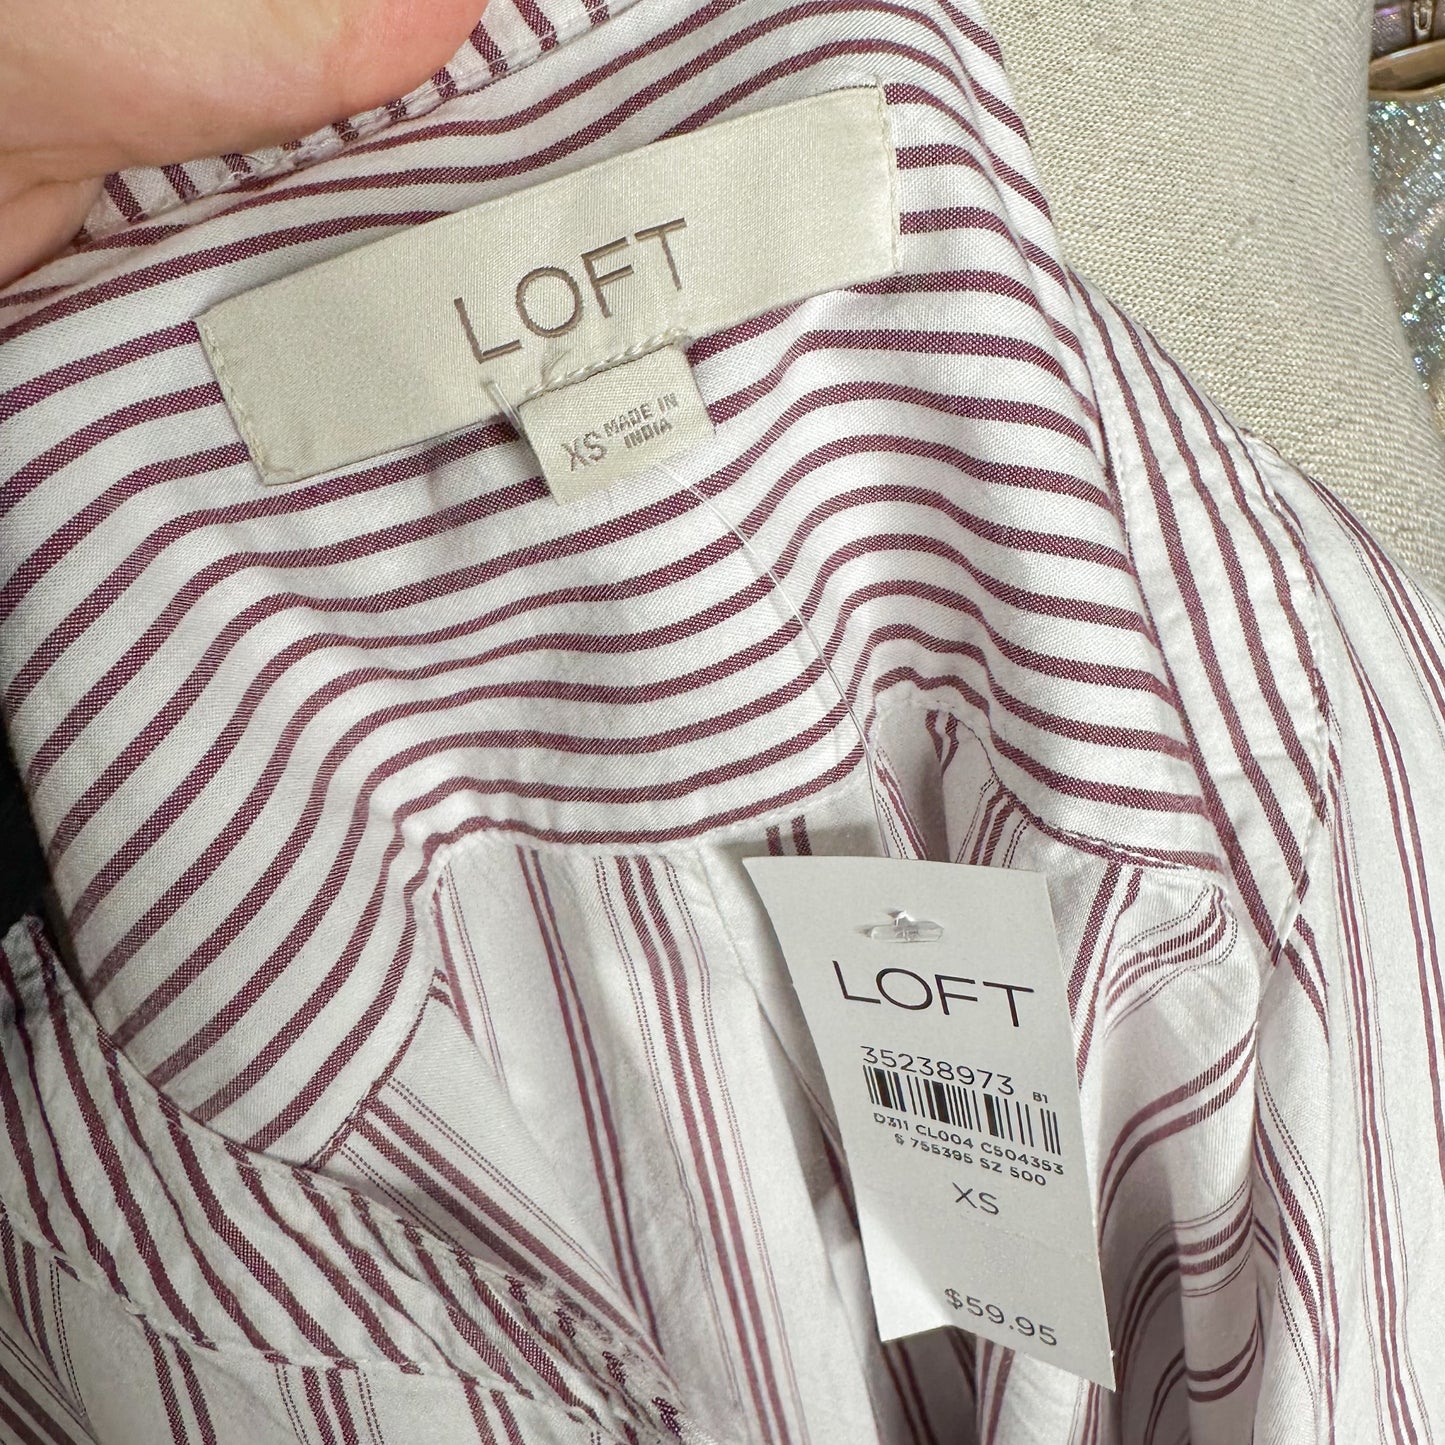 LOFT
XS
MADE IN
INDIA
LOFT
35238973 B1
D311 CL004 C504353
$ 755395 SZ 500
XS
$59.95